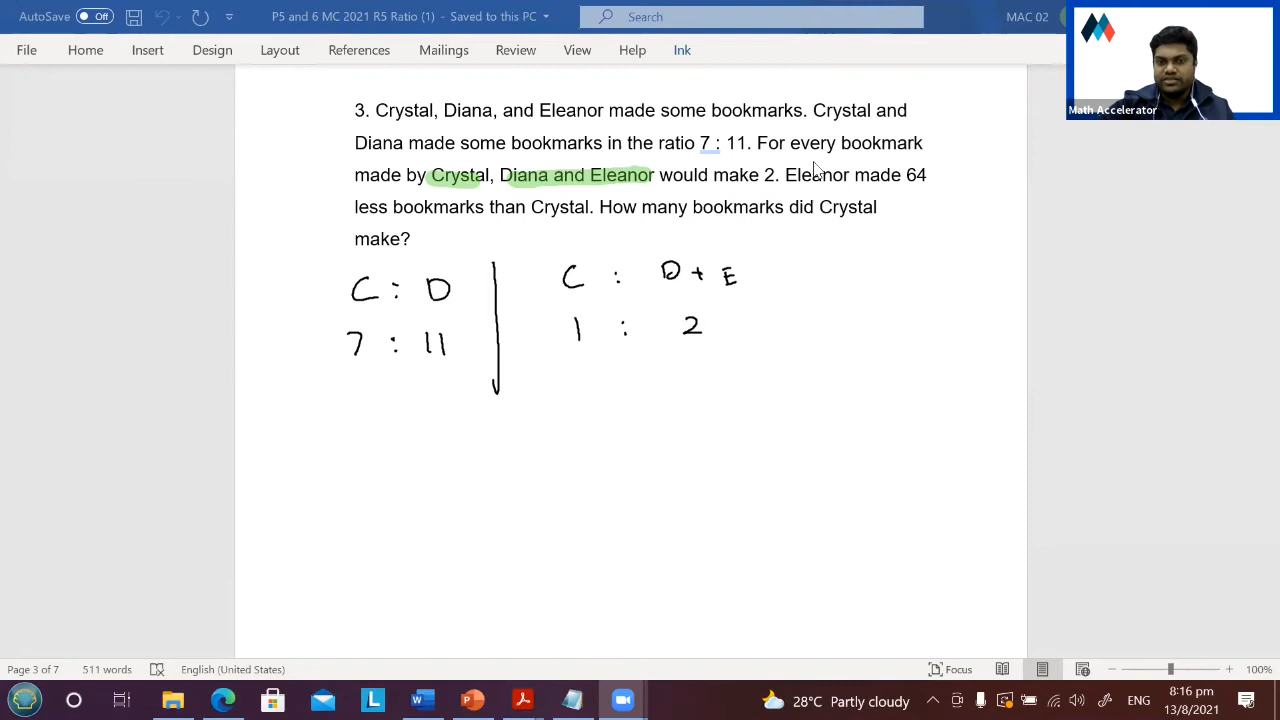 AutoSave Off P5 and 6 MC 2021 R5 Ratio (1) - Saved to this PC Search MAC 02
File Home Insert Design Layout References Mailings Review View Help Ink
Math Accelerator
3. Crystal, Diana, and Eleanor made some bookmarks. Crystal and
Diana made some bookmarks in the ratio 7 : 11. For every bookmark
made by Crystal, Diana and Eleanor would make 2. Eleanor made 64
less bookmarks than Crystal. How many bookmarks did Crystal
make?
C : D C : D + E
7 : 11 1 : 2
Page 3 of 7 511 words English (United States) Focus 100%
28°C Partly cloudy ENG 8:16 pm
13/8/2021